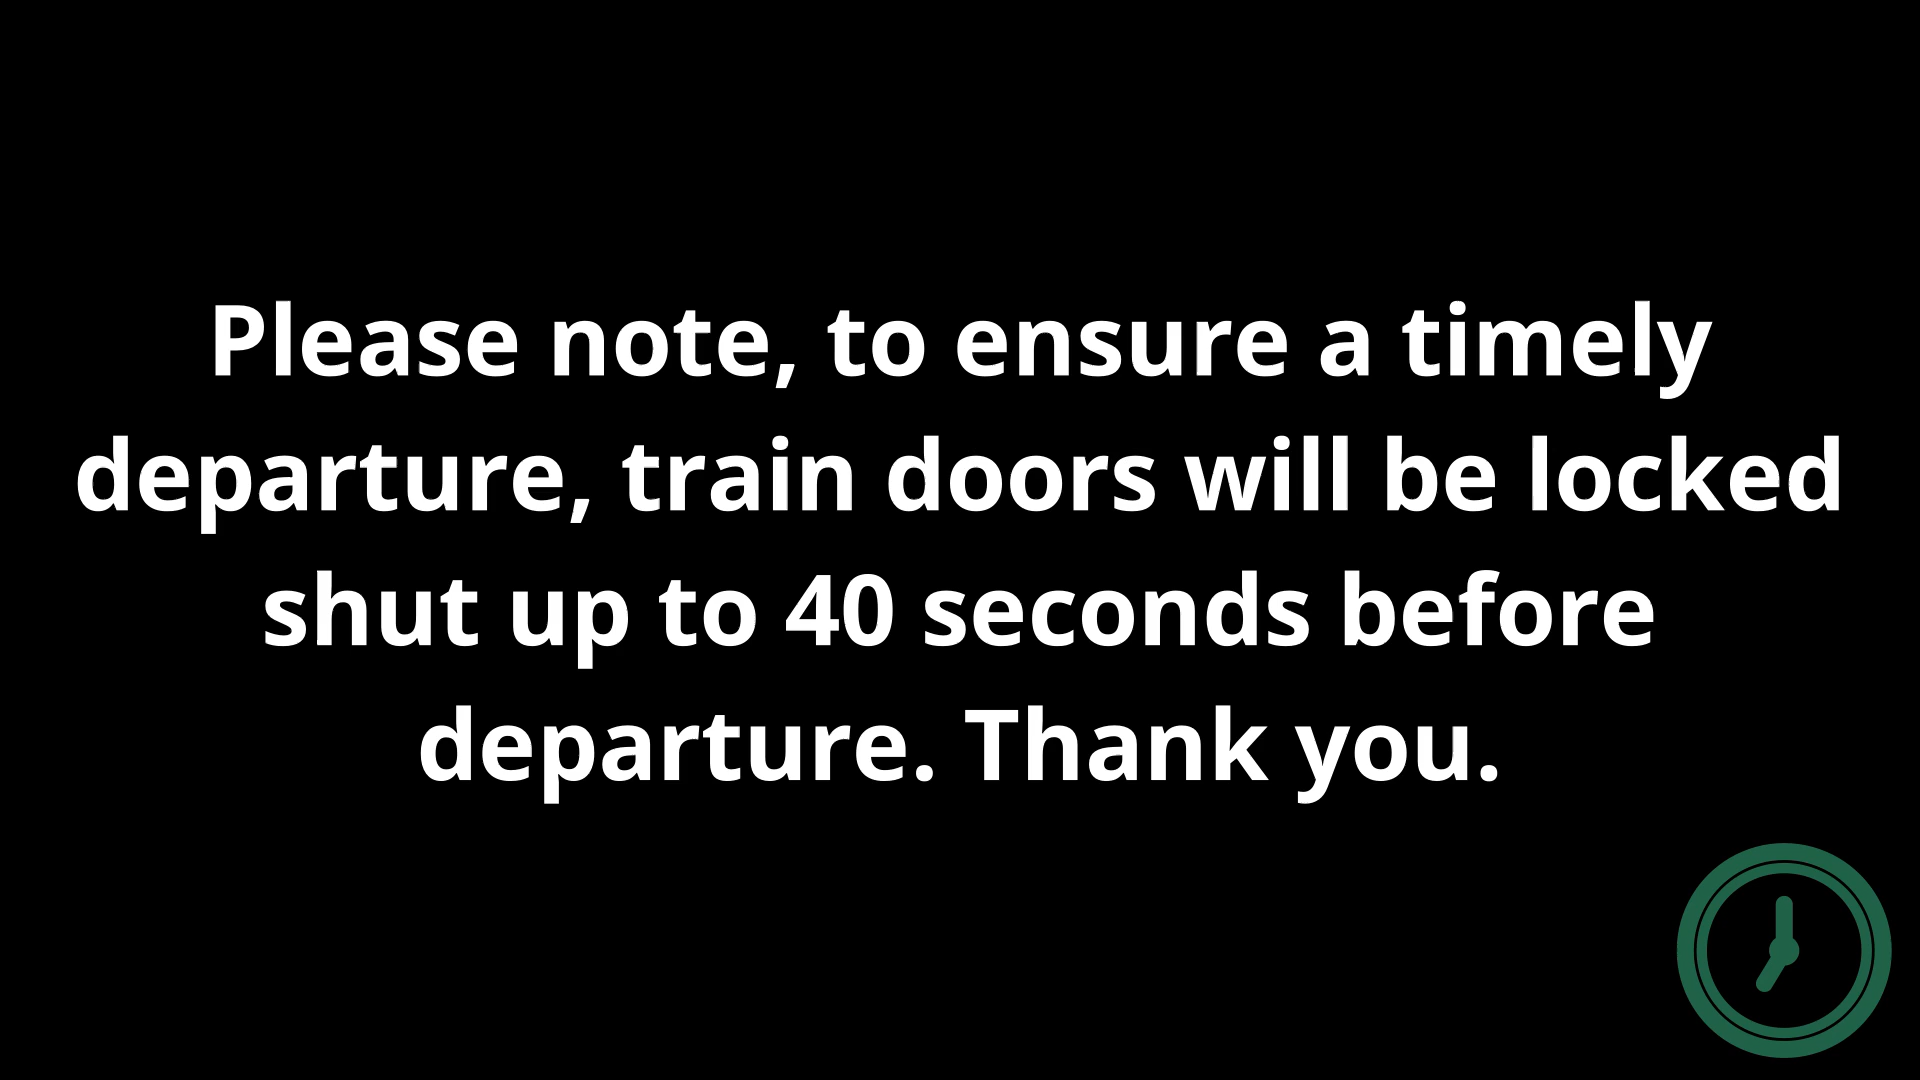 Please note, to ensure a timely
departure, train doors will be locked
shut up to 40 seconds before
departure. Thank you.